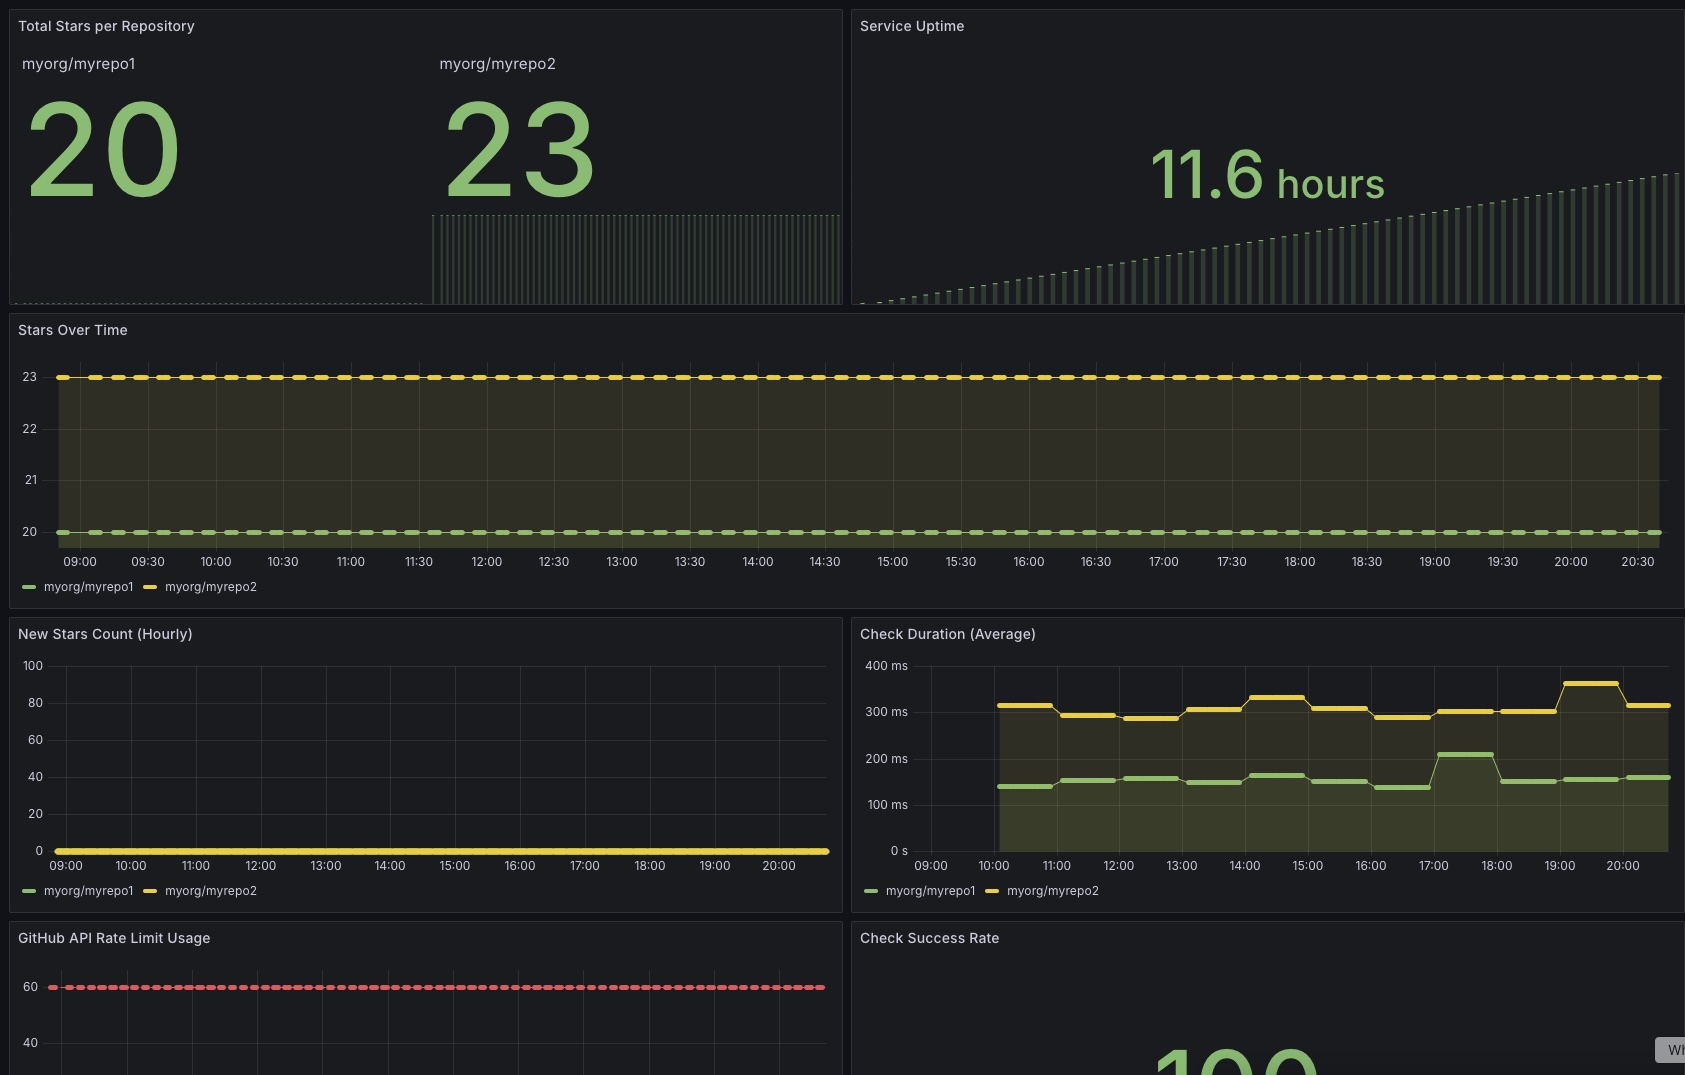 Total Stars per Repository
myorg/myrepo1
myorg/myrepo2
20
23
Service Uptime
11.6 hours
Stars Over Time
23
22
21
20
09:00 09:30 10:00 10:30 11:00 11:30 12:00 12:30 13:00 13:30 14:00 14:30 15:00 15:30 16:00 16:30 17:00 17:30 18:00 18:30 19:00 19:30 20:00 20:30
myorg/myrepo1 myorg/myrepo2
New Stars Count (Hourly)
100
80
60
40
20
0
09:00 10:00 11:00 12:00 13:00 14:00 15:00 16:00 17:00 18:00 19:00 20:00
myorg/myrepo1 myorg/myrepo2
Check Duration (Average)
400 ms
300 ms
200 ms
100 ms
0 s
09:00 10:00 11:00 12:00 13:00 14:00 15:00 16:00 17:00 18:00 19:00 20:00
myorg/myrepo1 myorg/myrepo2
GitHub API Rate Limit Usage
60
40
Check Success Rate
100